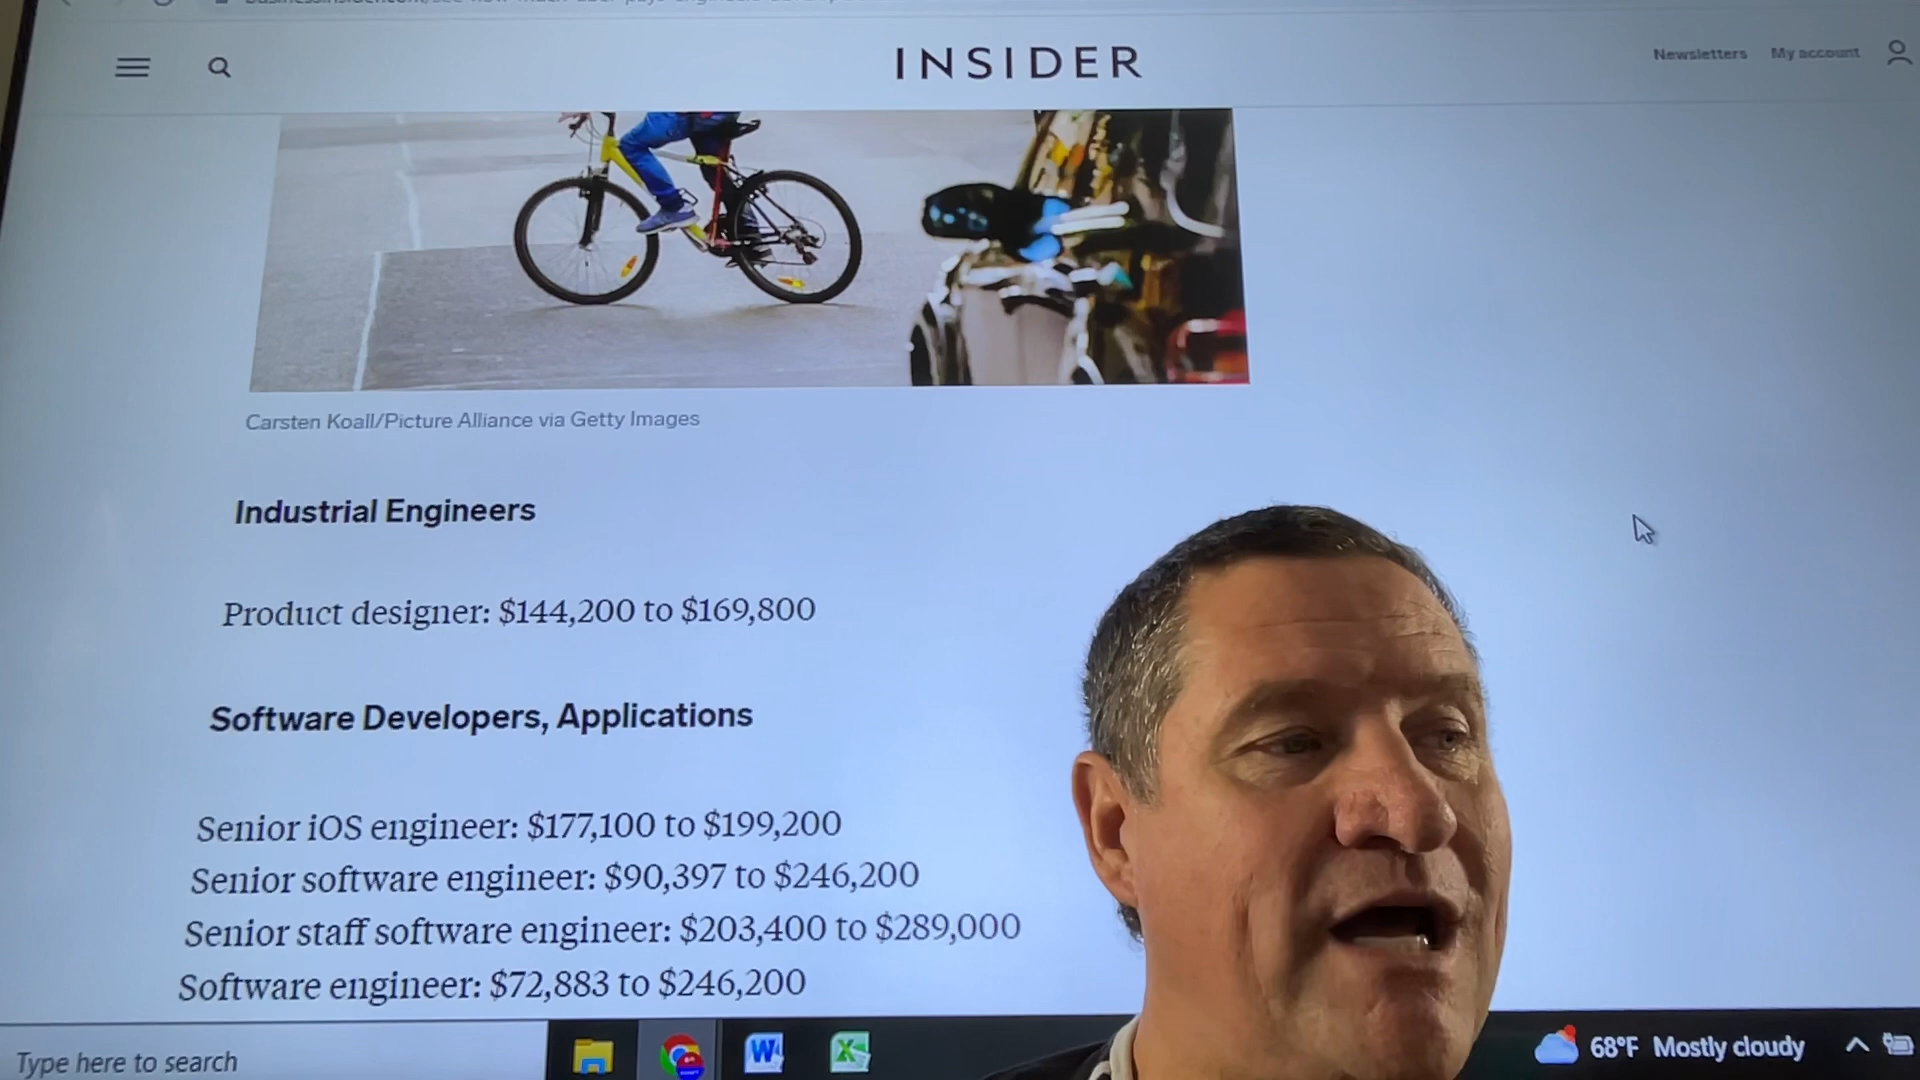 INSIDER
Newsletters My account
Carsten Koall/Picture Alliance via Getty Images
Industrial Engineers
Product designer: $144,200 to $169,800
Software Developers, Applications
Senior iOS engineer: $177,100 to $199,200
Senior software engineer: $90,397 to $246,200
Senior staff software engineer: $203,400 to $289,000
Software engineer: $72,883 to $246,200
Type here to search
68°F Mostly cloudy